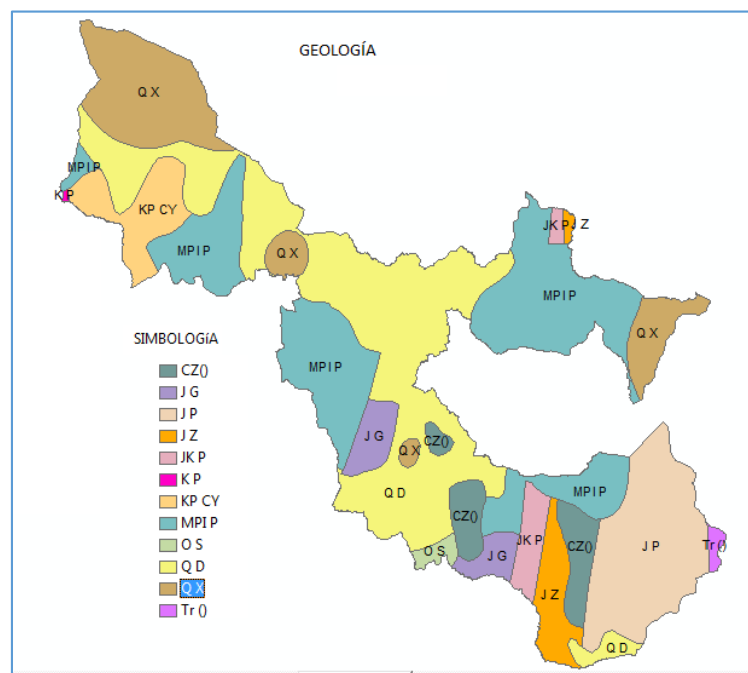 GEOLOGÍA
Q X
MPI P
K P
KP CY
MPI P
Q X
JK P
J Z
MPI P
Q X
MPI P
J G
Q X
CZ()
Q D
CZ()
O S
J G
JK P
MPI P
J Z
CZ()
J P
Tr ()
Q D
SIMBOLOGíA
CZ()
J G
J P
J Z
JK P
K P
KP CY
MPI P
O S
Q D
Q X
Tr ()